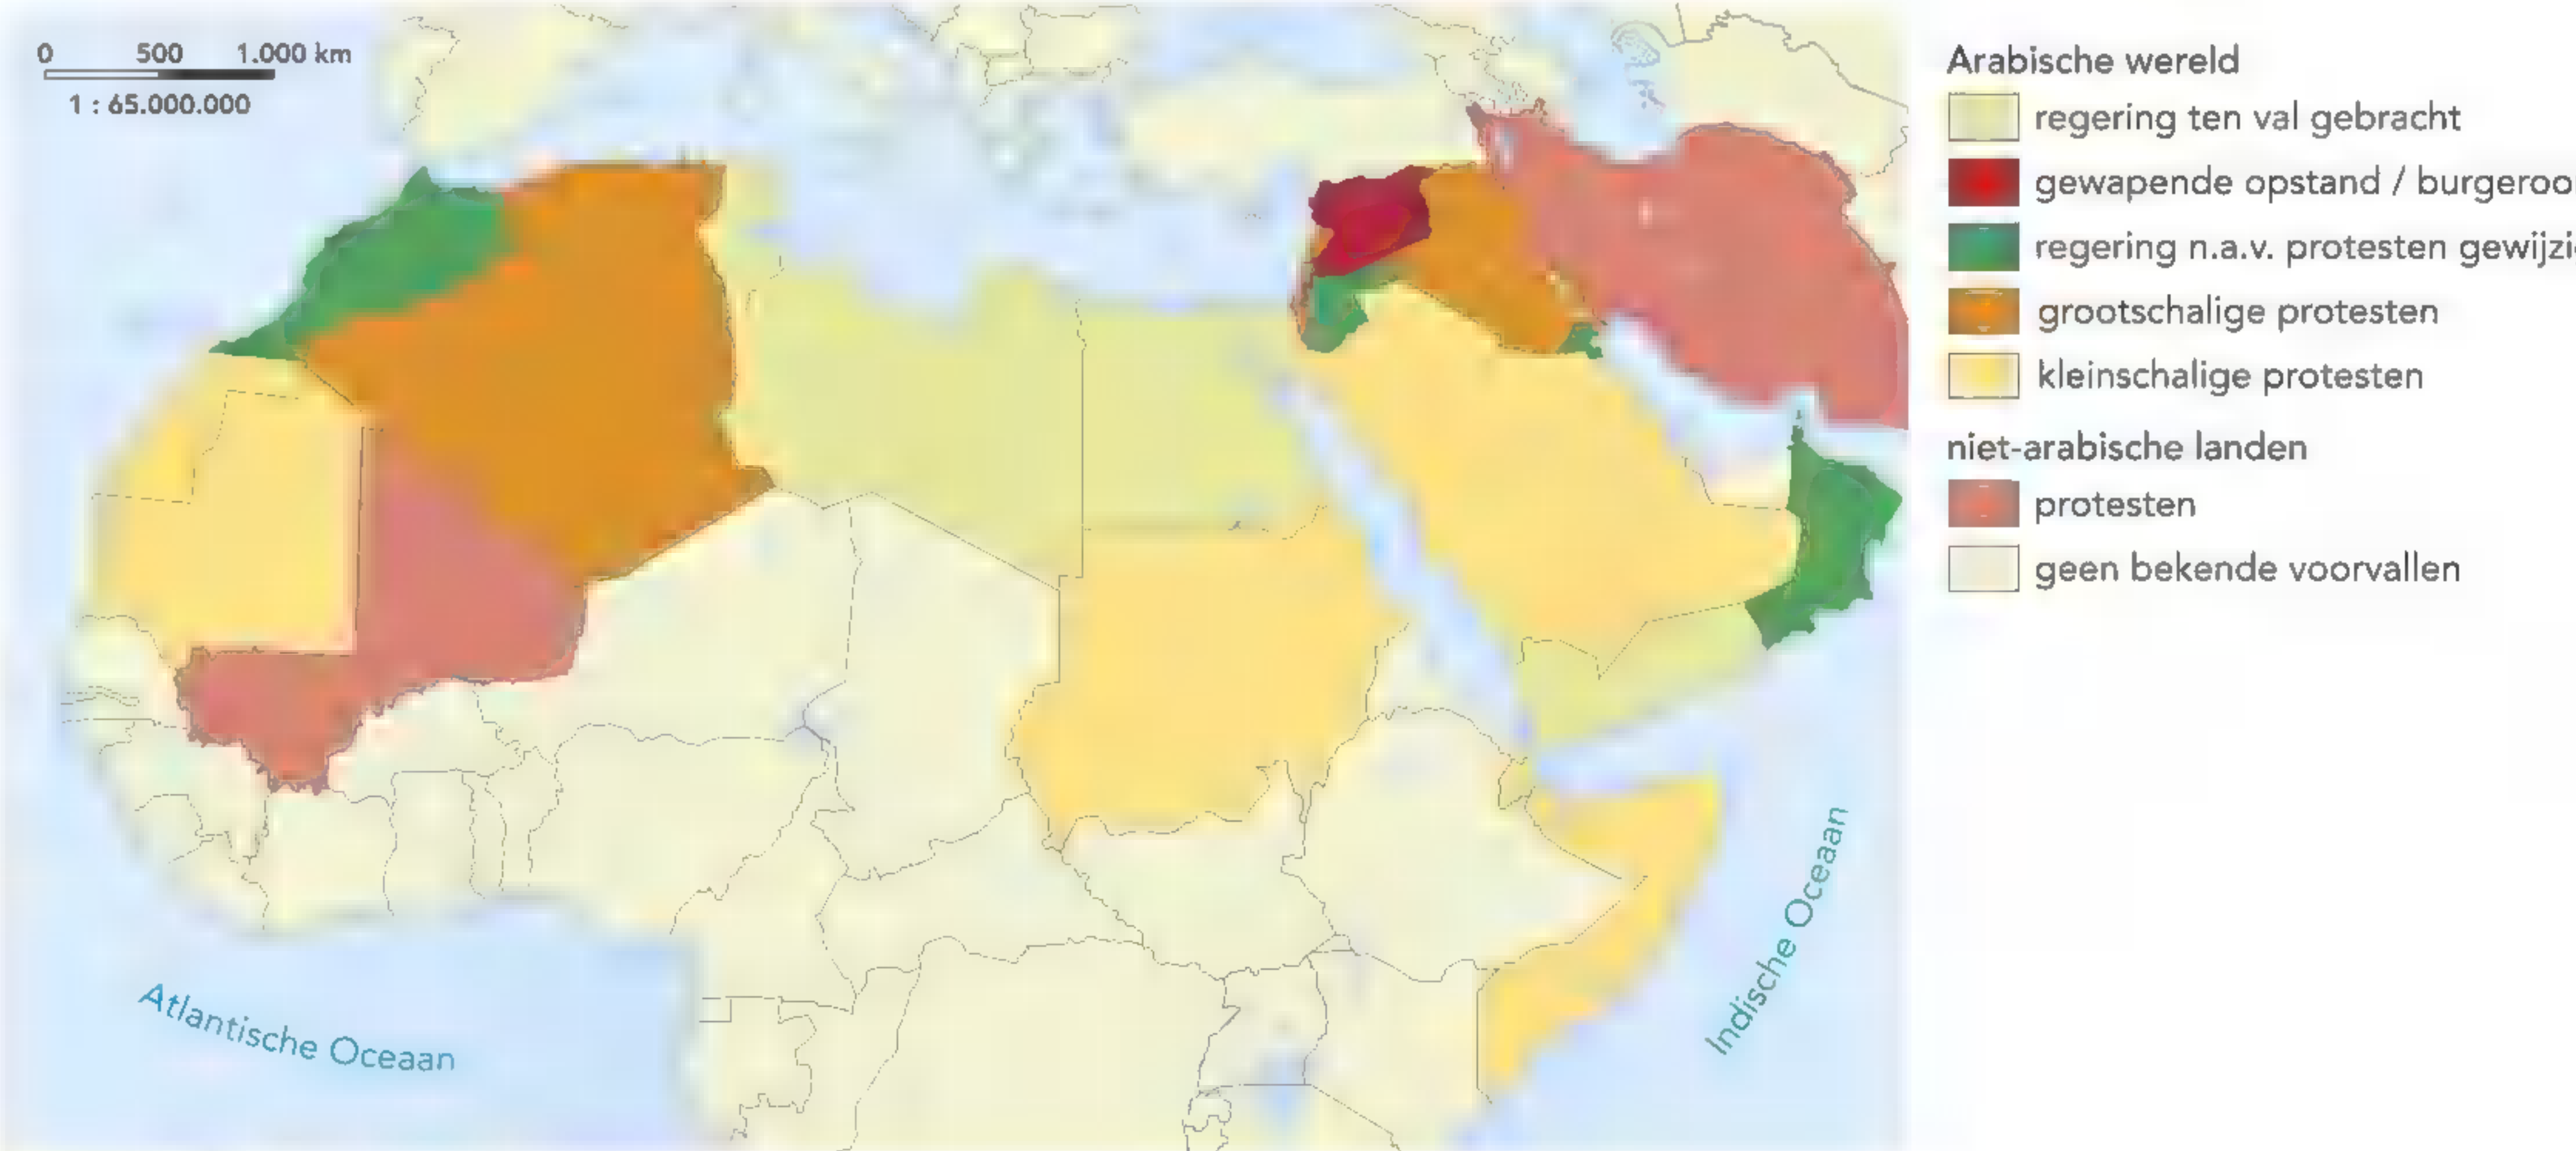 0 500 1.000 km
1 : 65.000.000
Arabische wereld
regering ten val gebracht
gewapende opstand / burgeroo
regering n.a.v. protesten gewijzi
grootschalige protesten
kleinschalige protesten
niet-arabische landen
protesten
geen bekende voorvallen
Atlantische Oceaan
Indische Oceaan